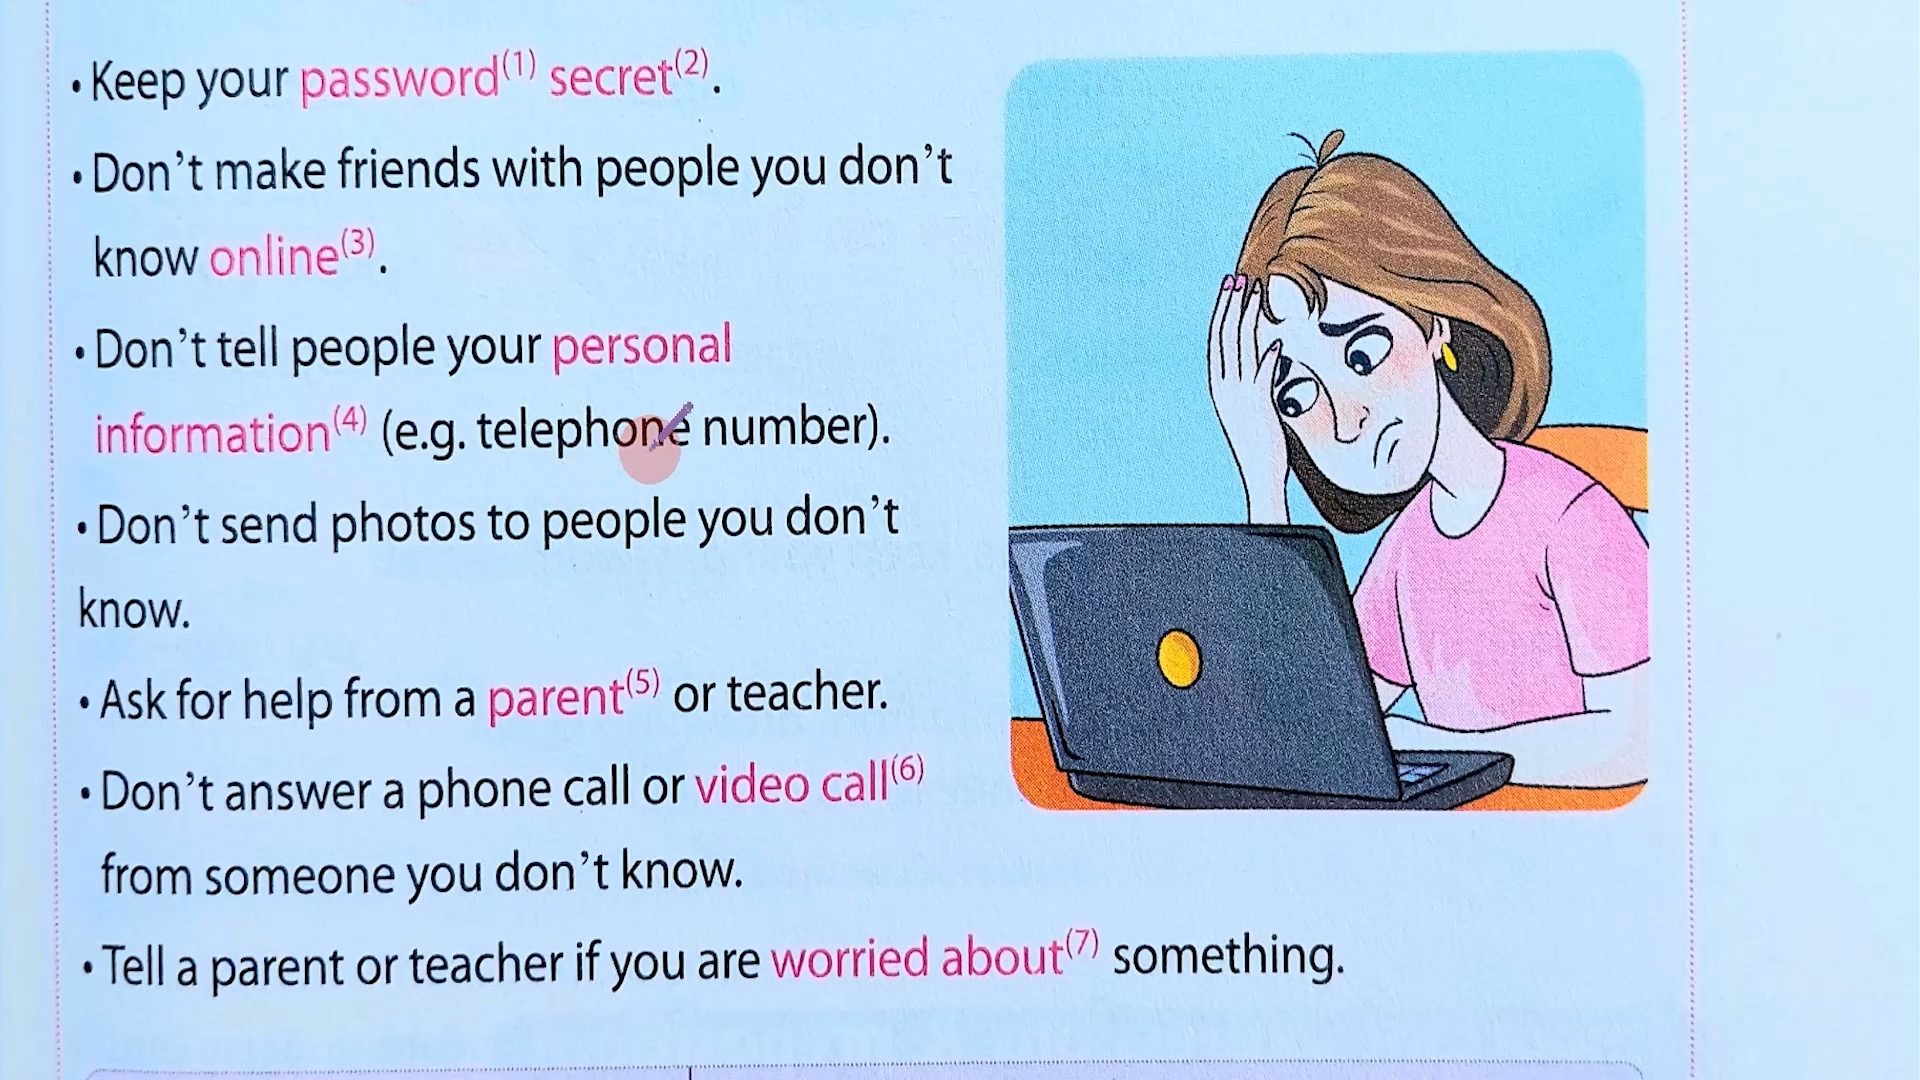 • Keep your password(1) secret(2).
• Don't make friends with people you don't
know online(3).
• Don't tell people your personal
information(4) (e.g. telephone number).
• Don't send photos to people you don't
know.
• Ask for help from a parent(5) or teacher.
• Don't answer a phone call or video call(6)
from someone you don't know.
• Tell a parent or teacher if you are worried about(7) something.